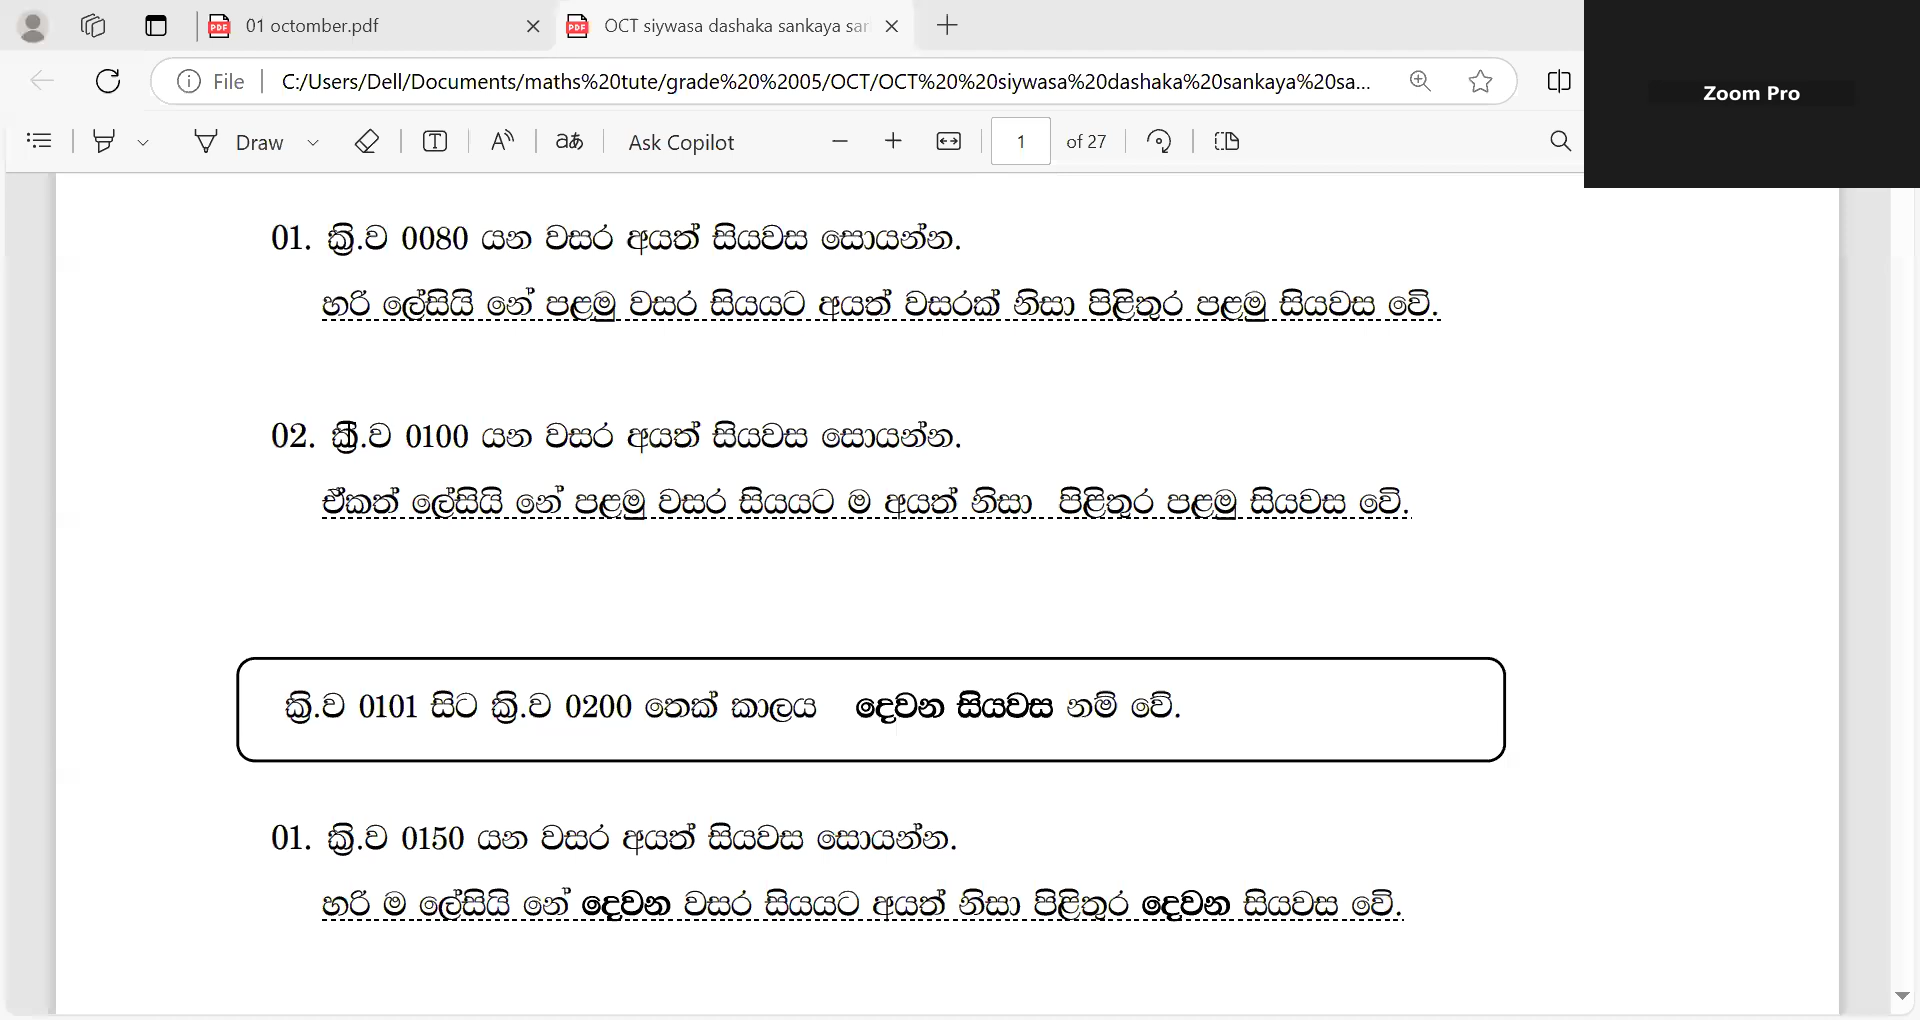 01 octomber.pdf
OCT siywasa dashaka sankaya sar
File
C:/Users/Dell/Documents/maths%20tute/grade%20%2005/OCT/OCT%20%20siywasa%20dashaka%20sankaya%20sa...
Zoom Pro
Draw
aあ
Ask Copilot
1 of 27
01. ක්‍රි.ව 0080 යන වසර අයත් සියවස සොයන්න.
හරි ලේසියි නේ පළමු වසර සියයට අයත් වසරක් නිසා පිළිතුර පළමු සියවස වේි.
02. ක්‍රි.ව 0100 යන වසර අයත් සියවස සොයන්න.
ඒකත් ලේසියි නේ පළමු වසර සියයට ම අයත් නිසා පිළිතුර පළමු සියවස වේි.
ක්‍රි.ව 0101 සිට ක්‍රි.ව 0200 තෙක් කාලය දෙවන සියවස නම් වේ.
01. ක්‍රි.ව 0150 යන වසර අයත් සියවස සොයන්න.
හරි ම ලේසියි නේ දෙවන වසර සියයට අයත් නිසා පිළිතුර දෙවන සියවස වේි.